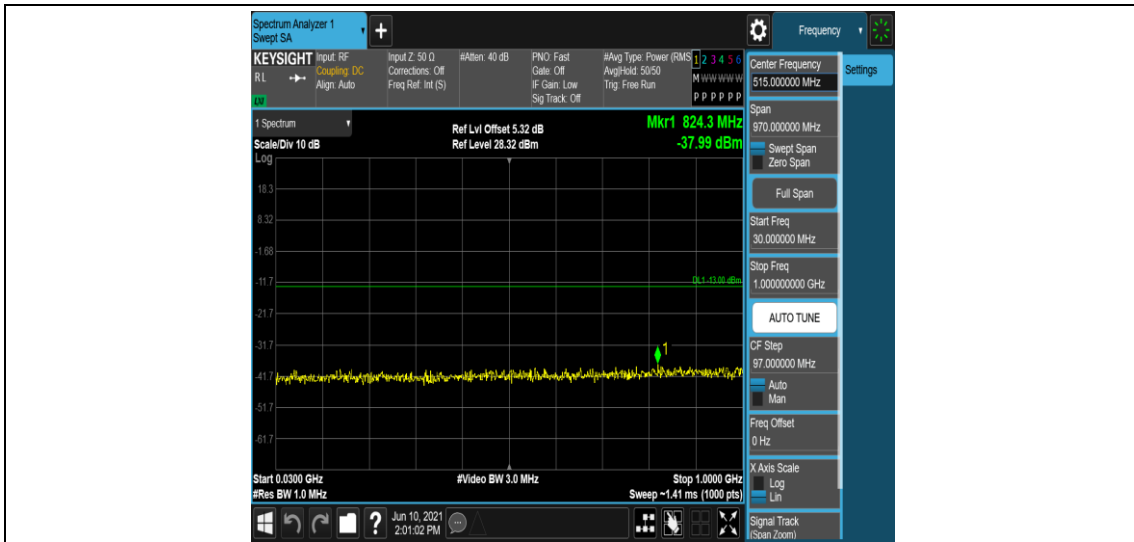 Spectrum Analyzer 1
Swept SA
Frequency
KEYSIGHT
RL
LXI
Input: RF
Coupling: DC
Align: Auto
Input Z: 50 Ω
Corrections: Off
Freq Ref: Int (S)
#Atten: 40 dB
PNO: Fast
Gate: Off
IF Gain: Low
Sig Track: Off
#Avg Type: Power (RMS
Avg|Hold: 50/50
Trig: Free Run
1 2 3 4 5 6
M W W W W W
P P P P P P
1 Spectrum
Scale/Div 10 dB
Log
Ref Lvl Offset 5.32 dB
Ref Level 28.32 dBm
Mkr1 824.3 MHz
-37.99 dBm
18.3
8.32
-1.68
-11.7
-21.7
-31.7
-41.7
-51.7
-61.7
DL1 -13.00 dBm
1
Start 0.0300 GHz
#Res BW 1.0 MHz
#Video BW 3.0 MHz
Stop 1.0000 GHz
Sweep ~1.41 ms (1000 pts)
?
Jun 10, 2021
2:01:02 PM
Center Frequency
515.000000 MHz
Settings
Span
970.000000 MHz
Swept Span
Zero Span
Full Span
Start Freq
30.000000 MHz
Stop Freq
1.000000000 GHz
AUTO TUNE
CF Step
97.000000 MHz
Auto
Man
Freq Offset
0 Hz
X Axis Scale
Log
Lin
Signal Track
(Span Zoom)